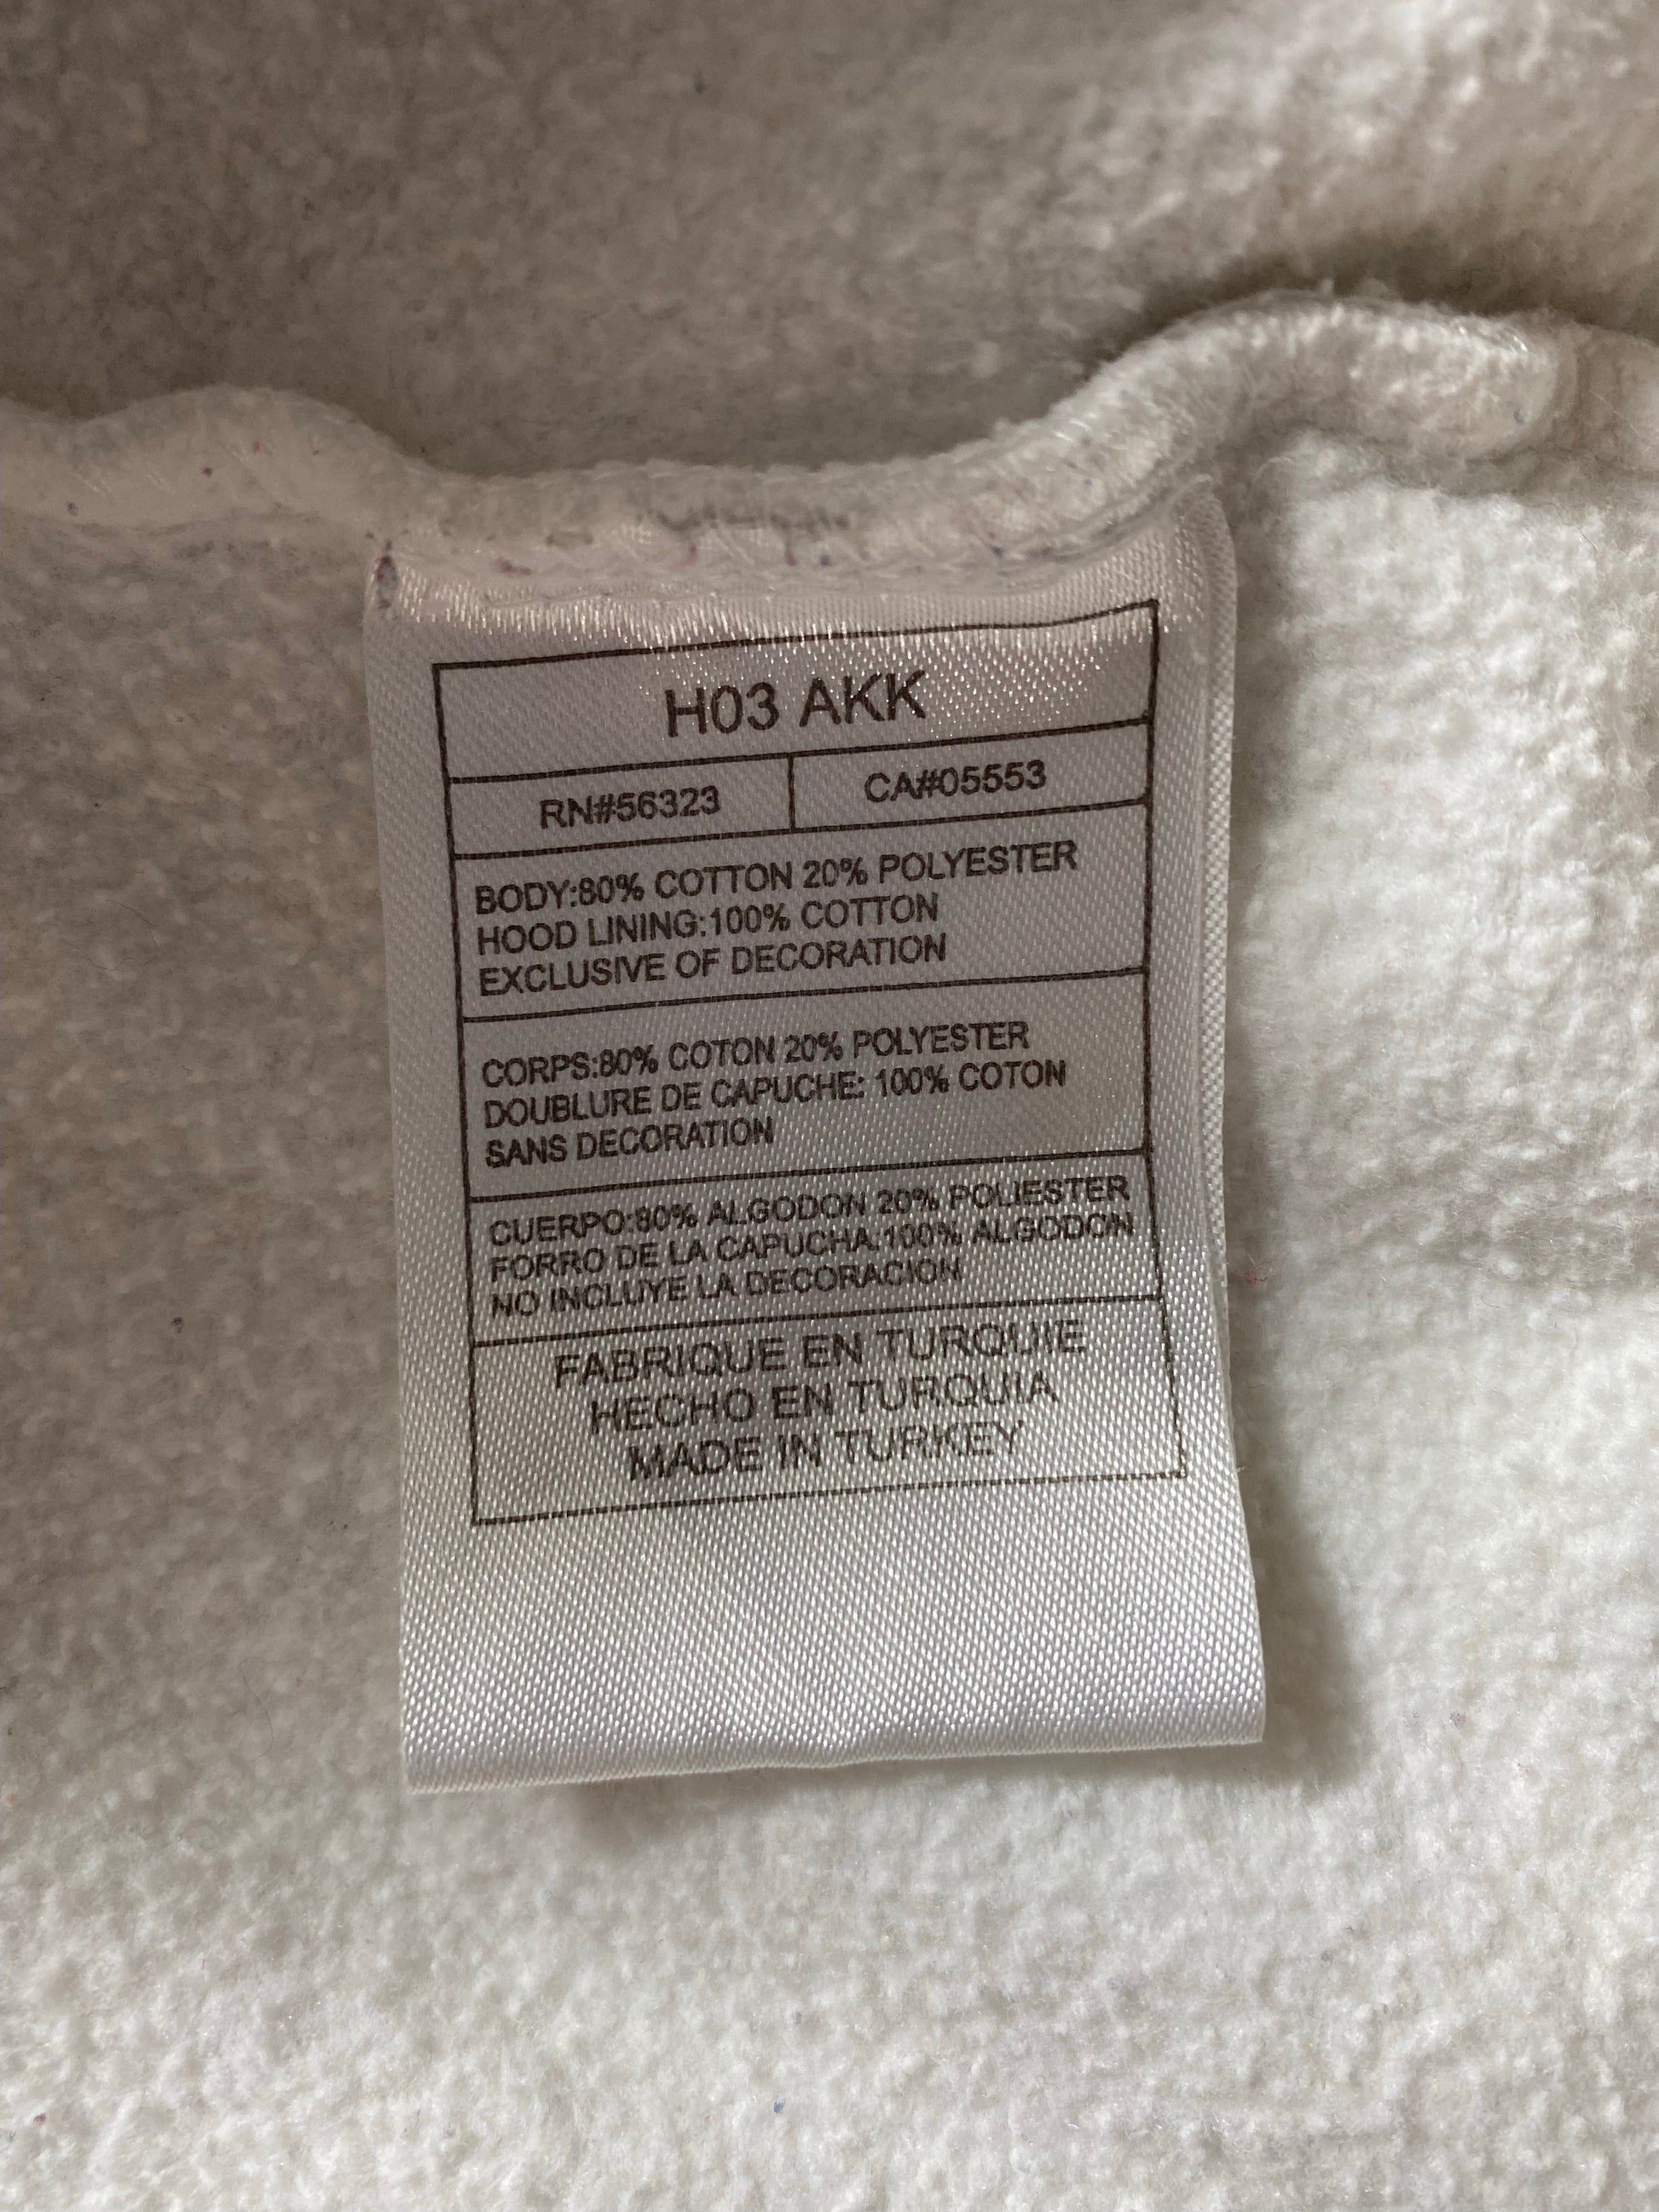 H03 AKK
RN#56323 CA#05553
BODY:80% COTTON 20% POLYESTER
HOOD LINING:100% COTTON
EXCLUSIVE OF DECORATION
CORPS:80% COTON 20% POLYESTER
DOUBLURE DE CAPUCHE: 100% COTON
SANS DECORATION
CUERPO:80% ALGODON 20% POLIESTER
FORRO DE LA CAPUCHA:100% ALGODON
NO INCLUYE LA DECORACION
FABRIQUE EN TURQUIE
HECHO EN TURQUIA
MADE IN TURKEY